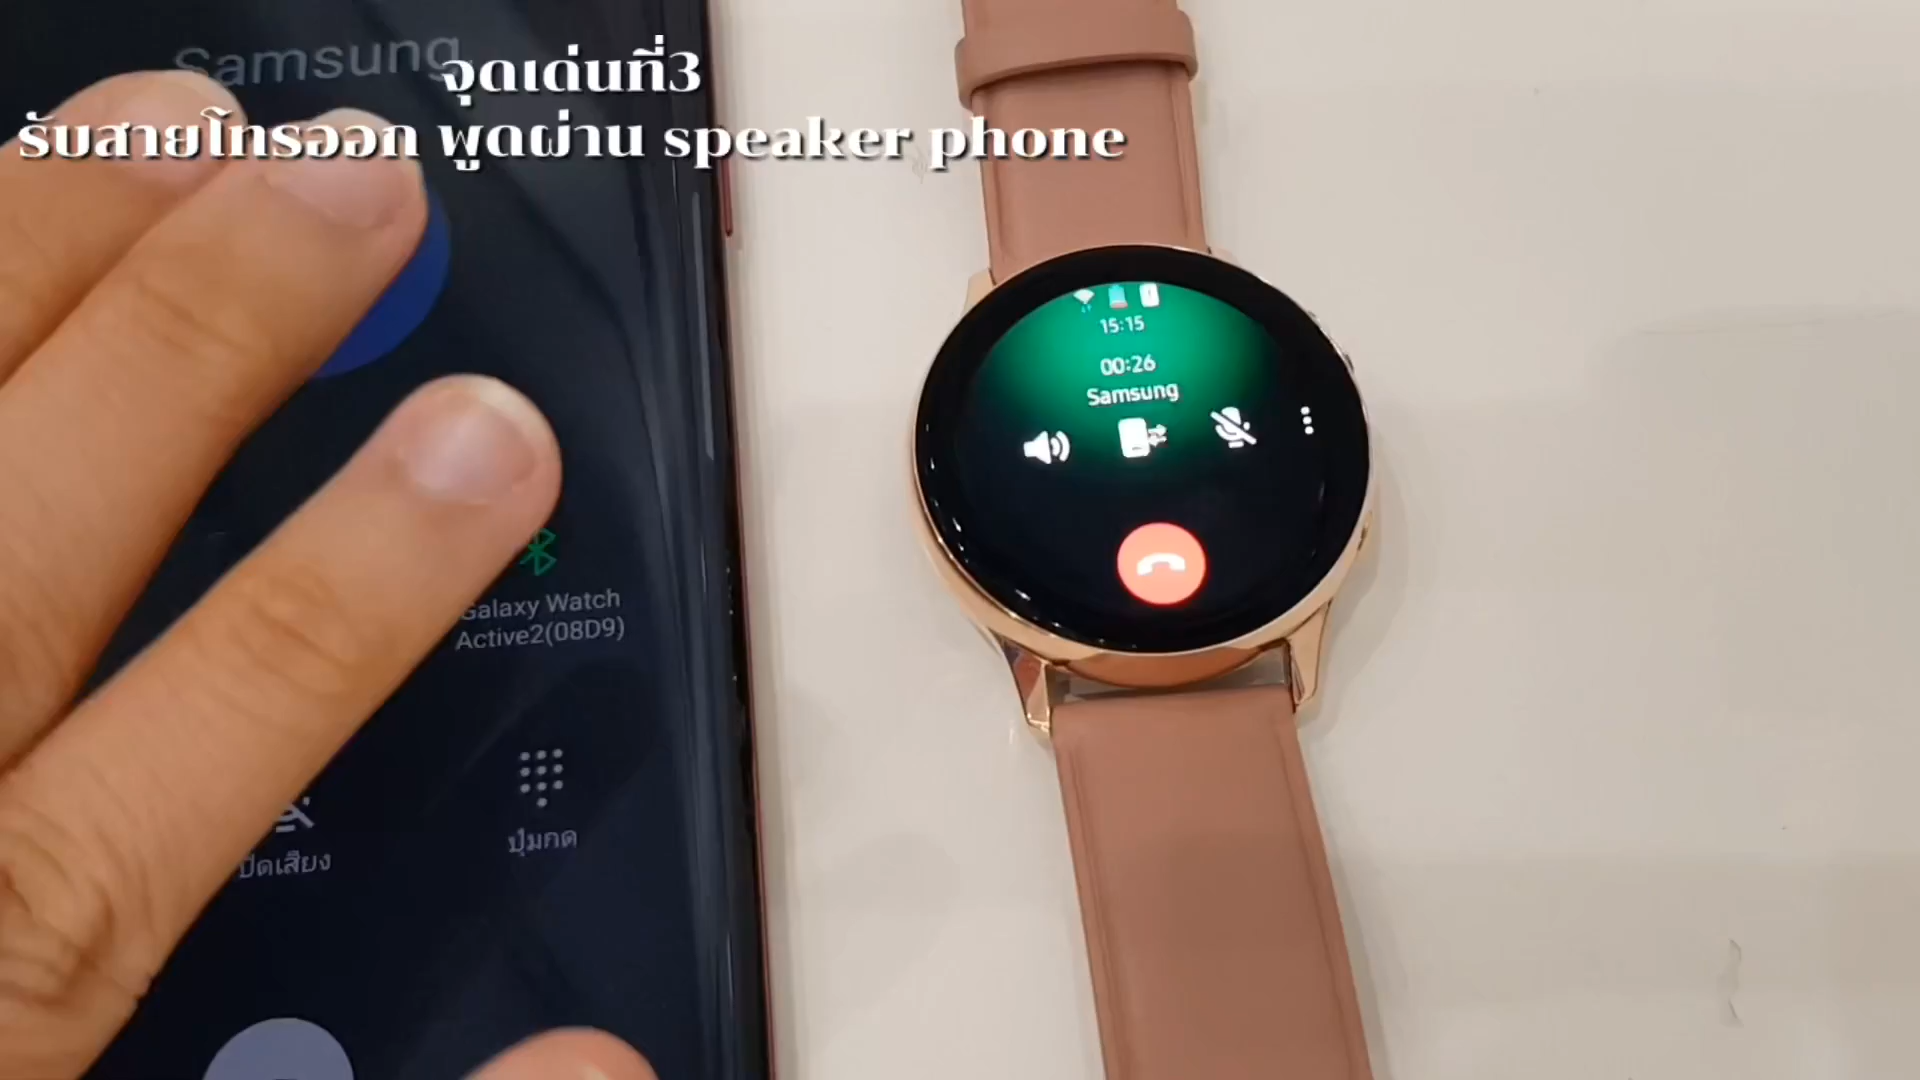 Samsung
จุดเด่นที่3
รับสายโทรออก พูดผ่าน speaker phone
15:15
00:26
Samsung
Galaxy Watch
Active2(08D9)
ปุ่มกด
ปิดเสียง